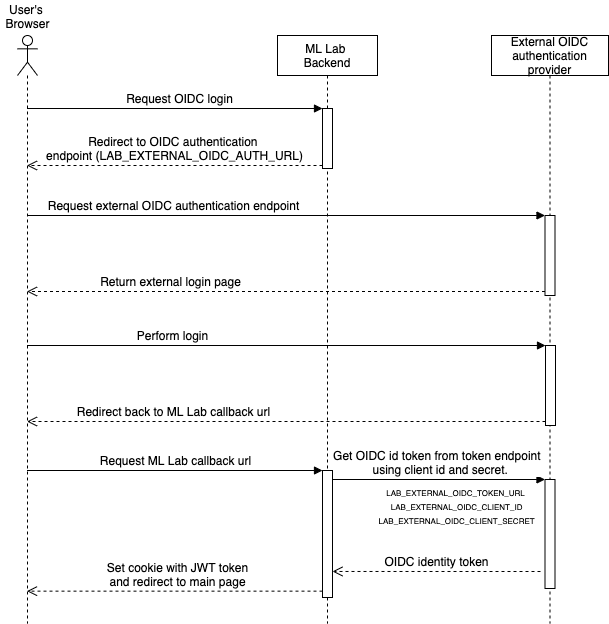 User's
Browser
ML Lab
Backend
External OIDC
authentication
provider
Request OIDC login
Redirect to OIDC authentication
endpoint (LAB_EXTERNAL_OIDC_AUTH_URL)
Request external OIDC authentication endpoint
Return external login page
Perform login
Redirect back to ML Lab callback url
Request ML Lab callback url
Get OIDC id token from token endpoint
using client id and secret.
LAB_EXTERNAL_OIDC_TOKEN_URL
LAB_EXTERNAL_OIDC_CLIENT_ID
LAB_EXTERNAL_OIDC_CLIENT_SECRET
OIDC identity token
Set cookie with JWT token
and redirect to main page